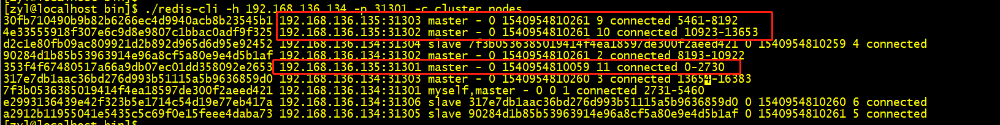 [zyl@localhost bin]$ ./redis-cli -h 192.168.136.134 -p 31301 -c cluster nodes
30fb710490b9b82b6266ec4d9940acb8b23545b1 192.168.136.135:31303 master - 0 1540954810261 9 connected 5461-8192
4e33555918f307e6c9d8e9807c1bbac0adf9f325 192.168.136.135:31302 master - 0 1540954810261 10 connected 10923-13653
d2c1e80fb09ac809921d2b892d965d6d95e92452 192.168.136.134:31304 slave 7f3b0536385019414f4ea18597de300f2aeed421 0 1540954810259 4 connected
90284d1b85b53963914e96a8cf5a80e9e4d5b1af 192.168.136.134:31302 master - 0 1540954810261 2 connected 8193-10922
353f4f67480517a66a9db07ec01dd358092e2653 192.168.136.135:31301 master - 0 1540954810059 11 connected 0-2730
317e7db1aac36bd276d993b51115a5b9636859d0 192.168.136.134:31303 master - 0 1540954810260 3 connected 13654-16383
7f3b0536385019414f4ea18597de300f2aeed421 192.168.136.134:31301 myself,master - 0 0 1 connected 2731-5460
e2993136439e42f323b5e1714c54d19e77eb417a 192.168.136.134:31306 slave 317e7db1aac36bd276d993b51115a5b9636859d0 0 1540954810260 6 connected
a2912b11955041e5435c5c69f0e15feee4daba73 192.168.136.134:31305 slave 90284d1b85b53963914e96a8cf5a80e9e4d5b1af 0 1540954810261 5 connected
[zyl@localhost bin]$